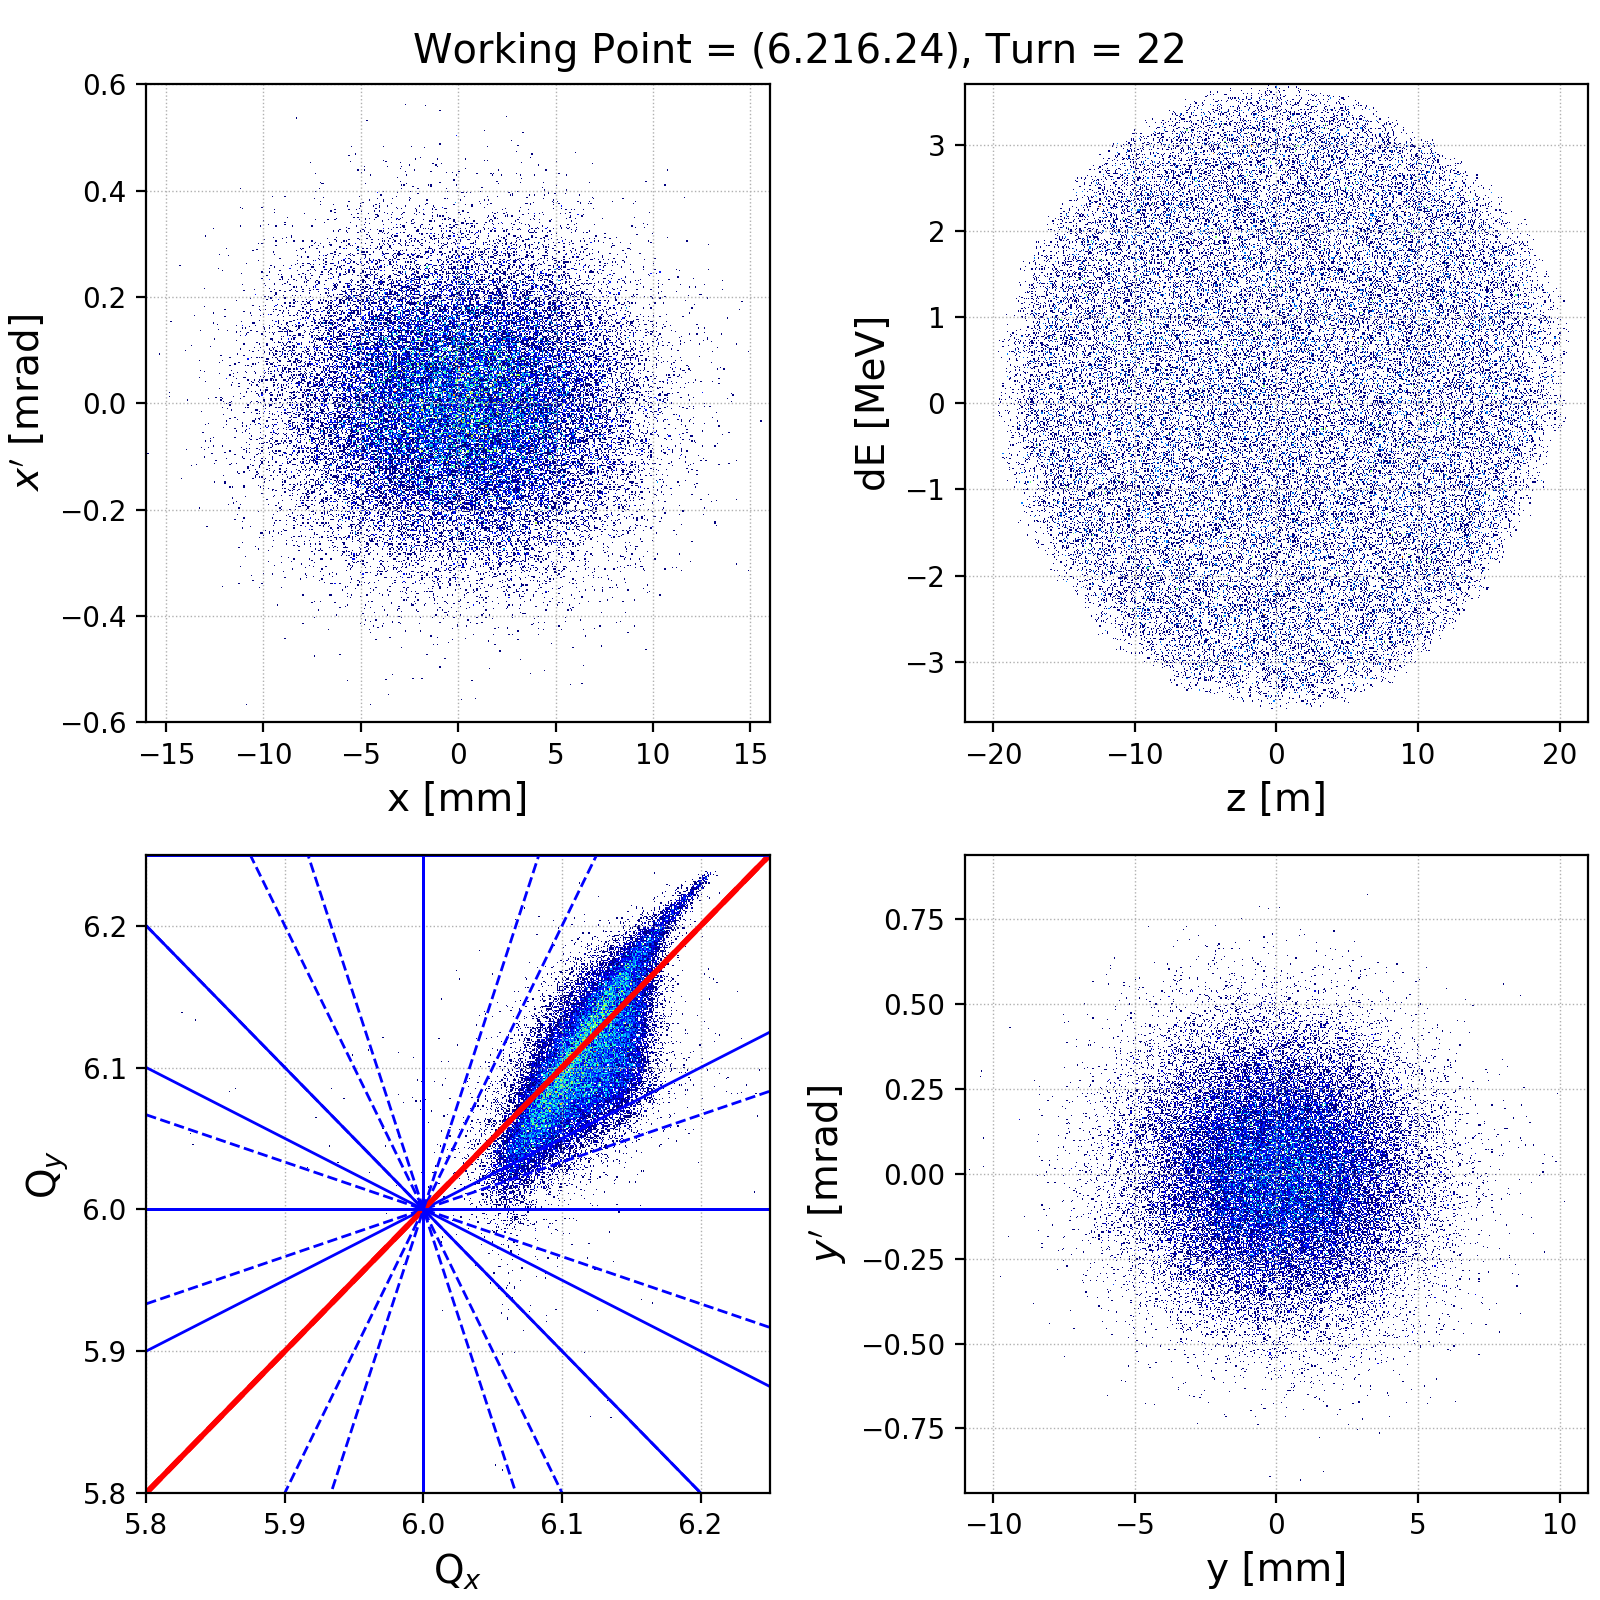 Working Point = (6.216.24), Turn = 22
0.6
0.4
0.2
0.0
−0.2
−0.4
−0.6
x′ [mrad]
−15 −10 −5 0 5 10 15
x [mm]
3
2
1
0
−1
−2
−3
dE [MeV]
−20 −10 0 10 20
z [m]
6.2
6.1
6.0
5.9
5.8
Qy
5.8 5.9 6.0 6.1 6.2
Qx
0.75
0.50
0.25
0.00
−0.25
−0.50
−0.75
y′ [mrad]
−10 −5 0 5 10
y [mm]